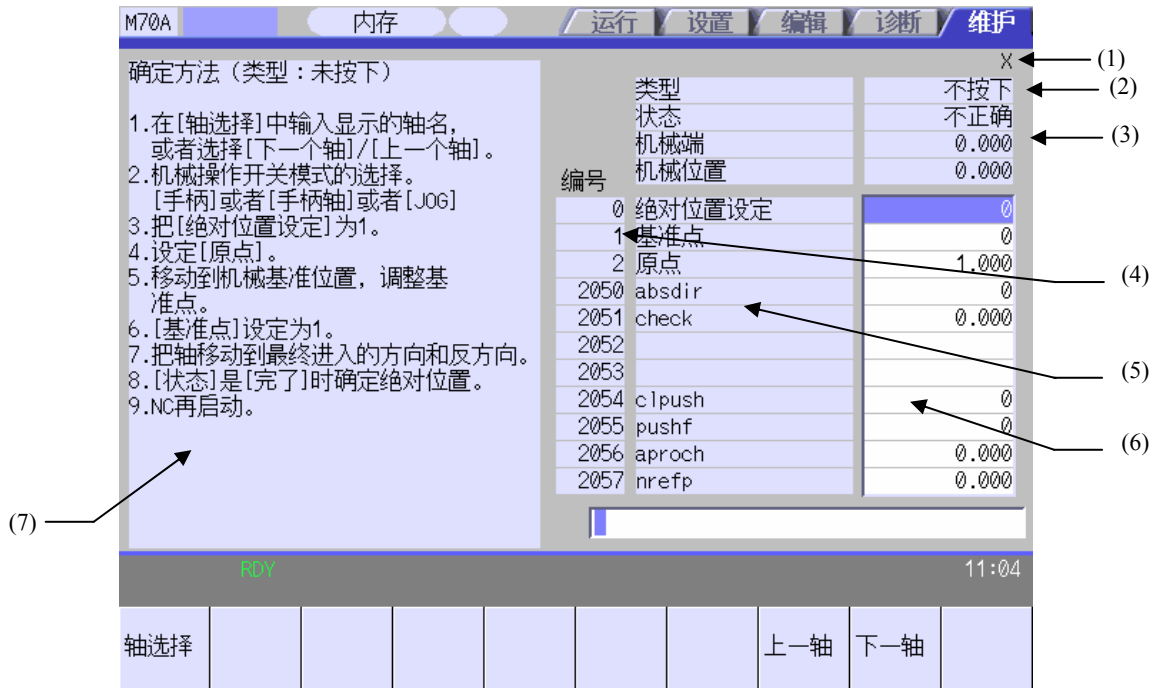 M70A 内存 运行 设置 编辑 诊断 维护
确定方法（类型：未按下）
1.在[轴选择]中输入显示的轴名，
或者选择[下一个轴]/[上一个轴]。
2.机械操作开关模式的选择。
[手柄]或者[手柄轴]或者[JOG]
3.把[绝对位置设定]为1。
4.设定[原点]。
5.移动到机械基准位置，调整基
准点。
6.[基准点]设定为1。
7.把轴移动到最终进入的方向和反方向。
8.[状态]是[完了]时确定绝对位置。
9.NC再启动。
X
类型 不按下
状态 不正确
机械端 0.000
机械位置 0.000
编号
0 绝对位置设定 0
1 基准点 0
2 原点 1.000
2050 absdir 0
2051 check 0.000
2052
2053
2054 clpush 0
2055 pushf 0
2056 aproch 0.000
2057 nrefp 0.000
RDY 11:04
轴选择 上一轴 下一轴
(1)
(2)
(3)
(4)
(5)
(6)
(7)